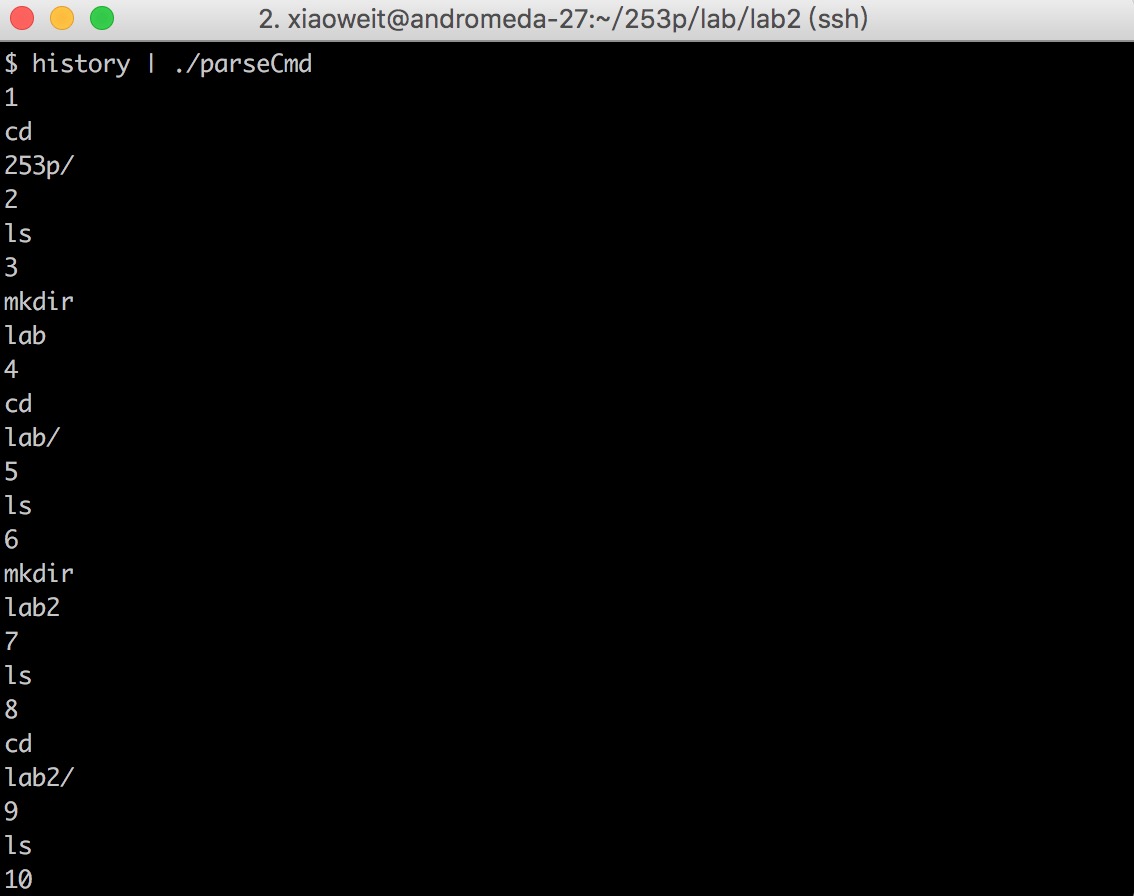 2. xiaoweit@andromeda-27:~/253p/lab/lab2 (ssh)
$ history | ./parseCmd
1
cd
253p/
2
ls
3
mkdir
lab
4
cd
lab/
5
ls
6
mkdir
lab2
7
ls
8
cd
lab2/
9
ls
10